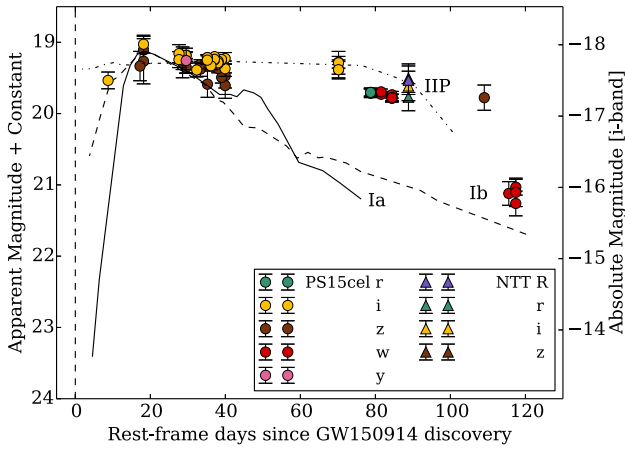 Apparent Magnitude + Constant
19
20
21
22
23
24
Absolute Magnitude [i-band]
−18
−17
−16
−15
−14
IIP
Ia
Ib
PS15cel r
i
z
w
y
NTT R
r
i
z
0 20 40 60 80 100 120
Rest-frame days since GW150914 discovery